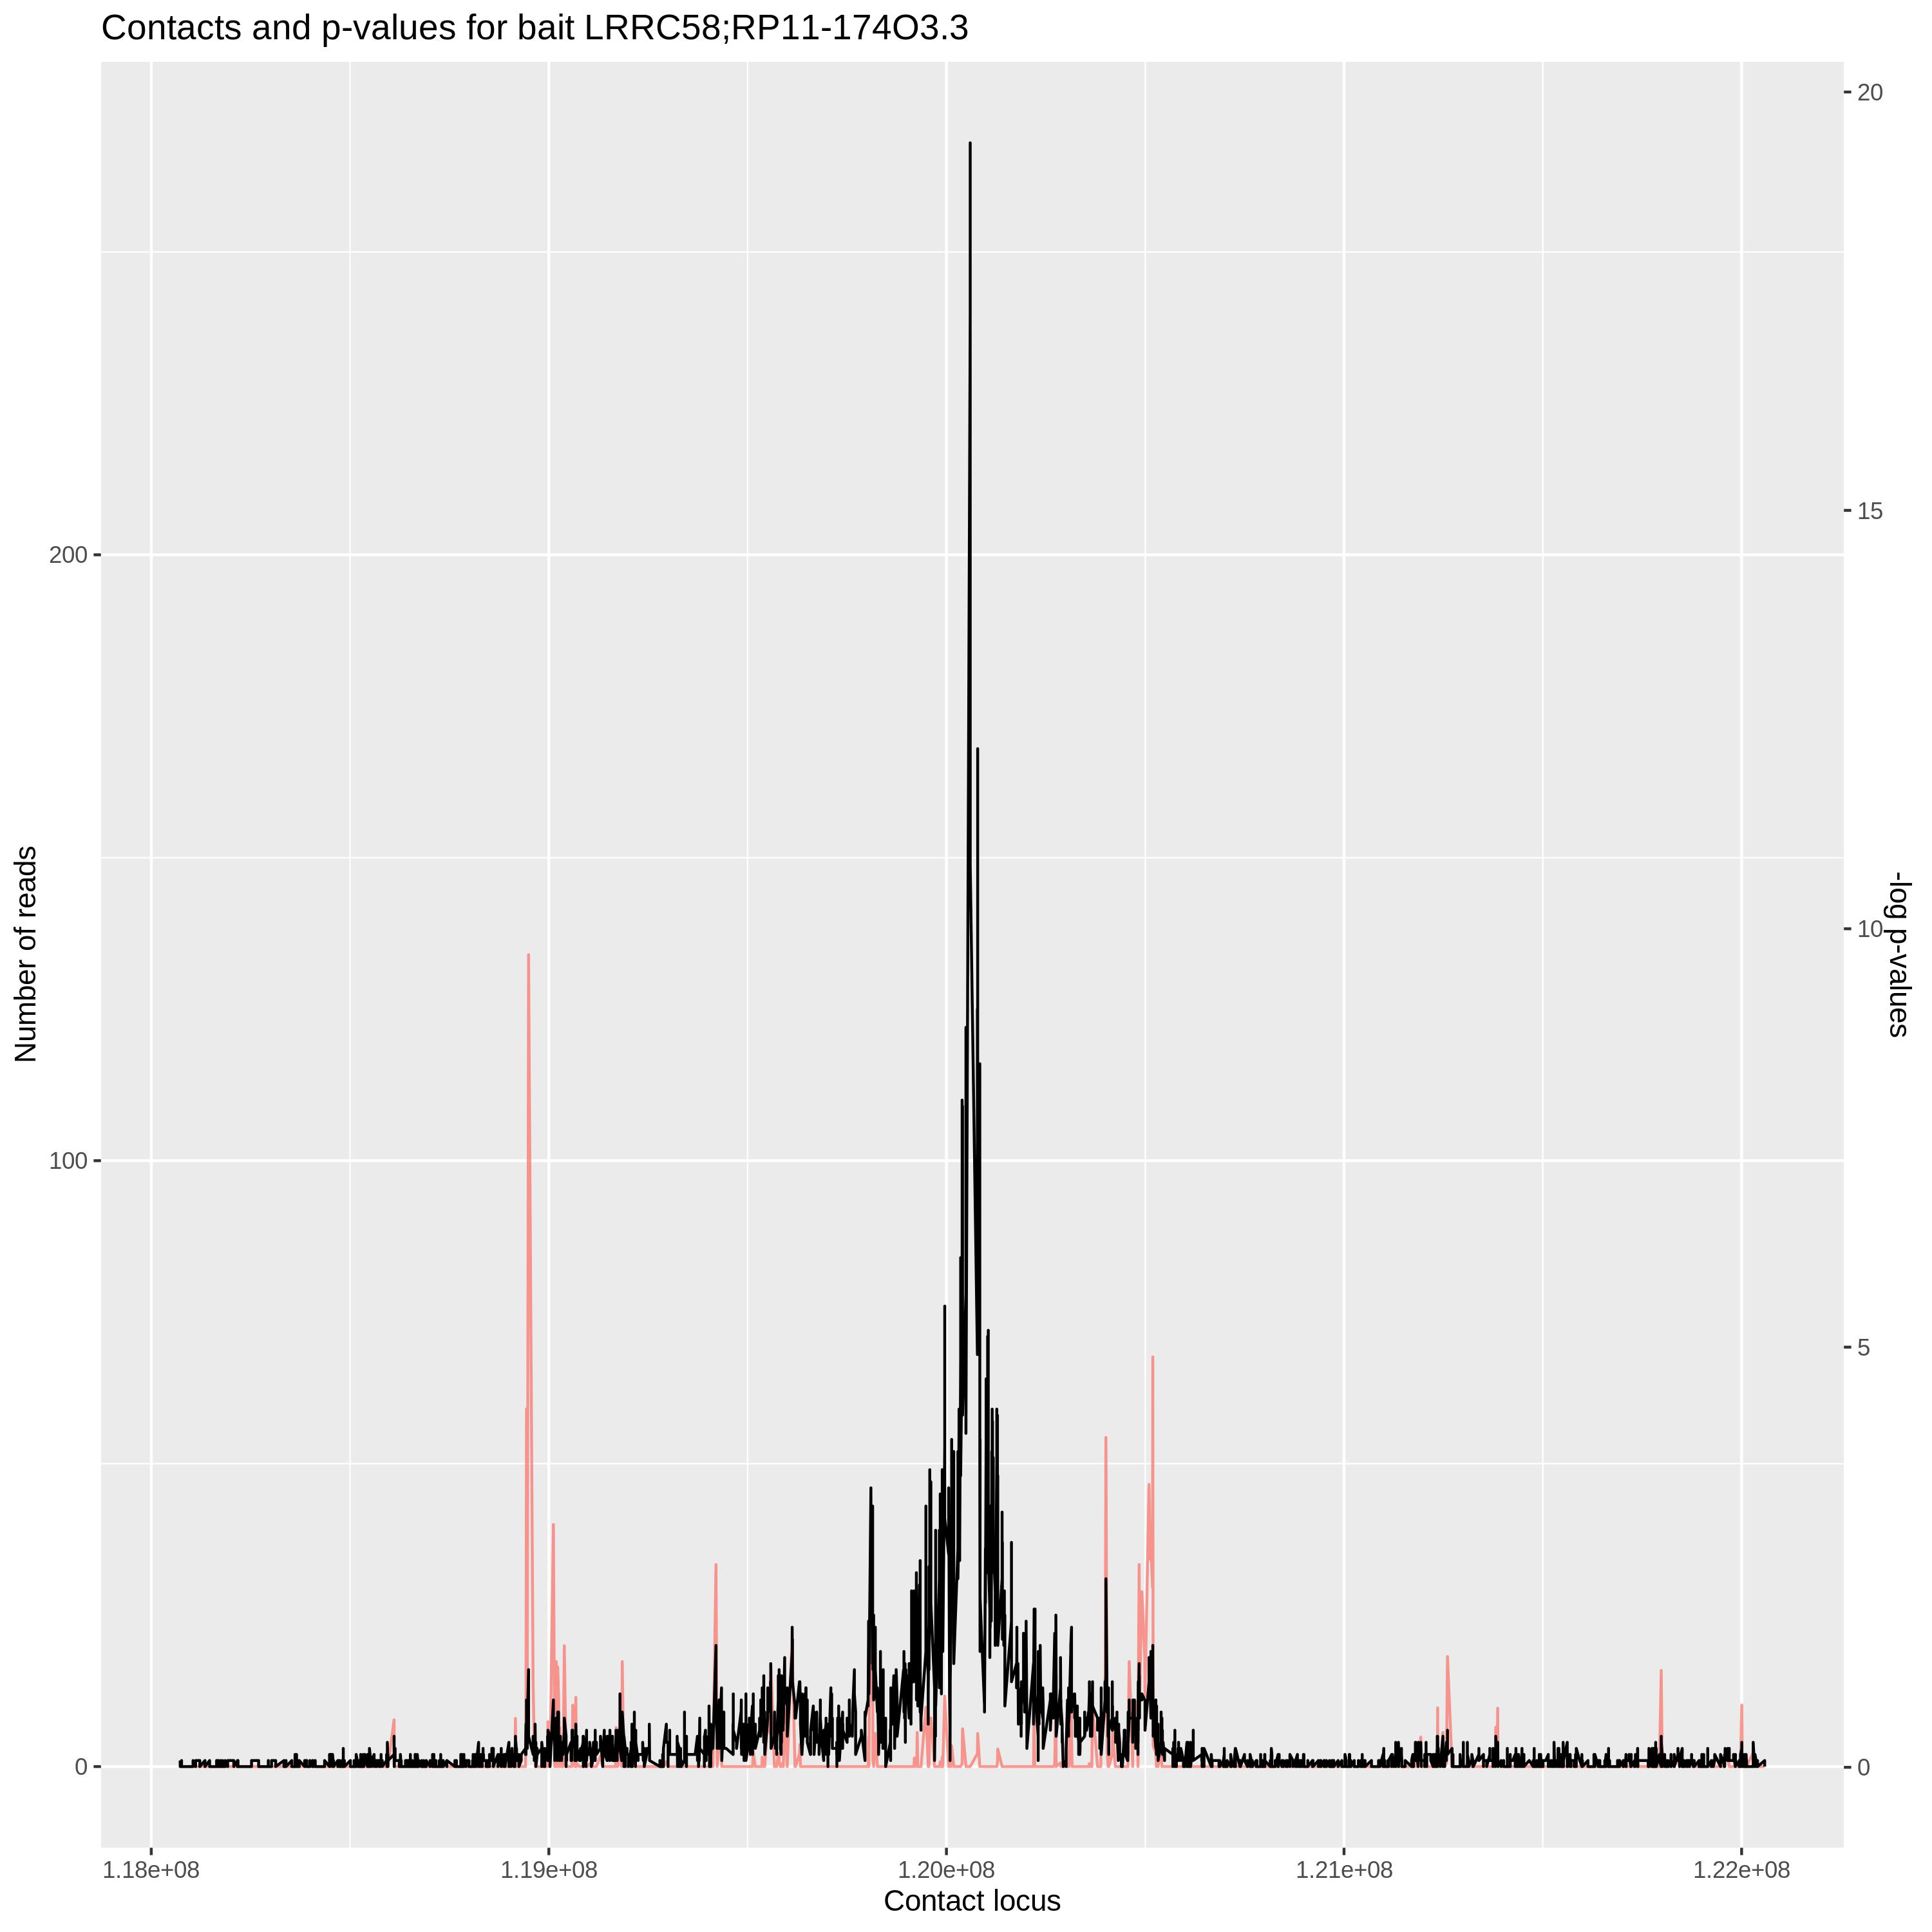 Contacts and p-values for bait LRRC58;RP11-174O3.3
20
15
10
5
0
-log p-values
200
100
0
Number of reads
1.18e+08 1.19e+08 1.20e+08 1.21e+08 1.22e+08
Contact locus